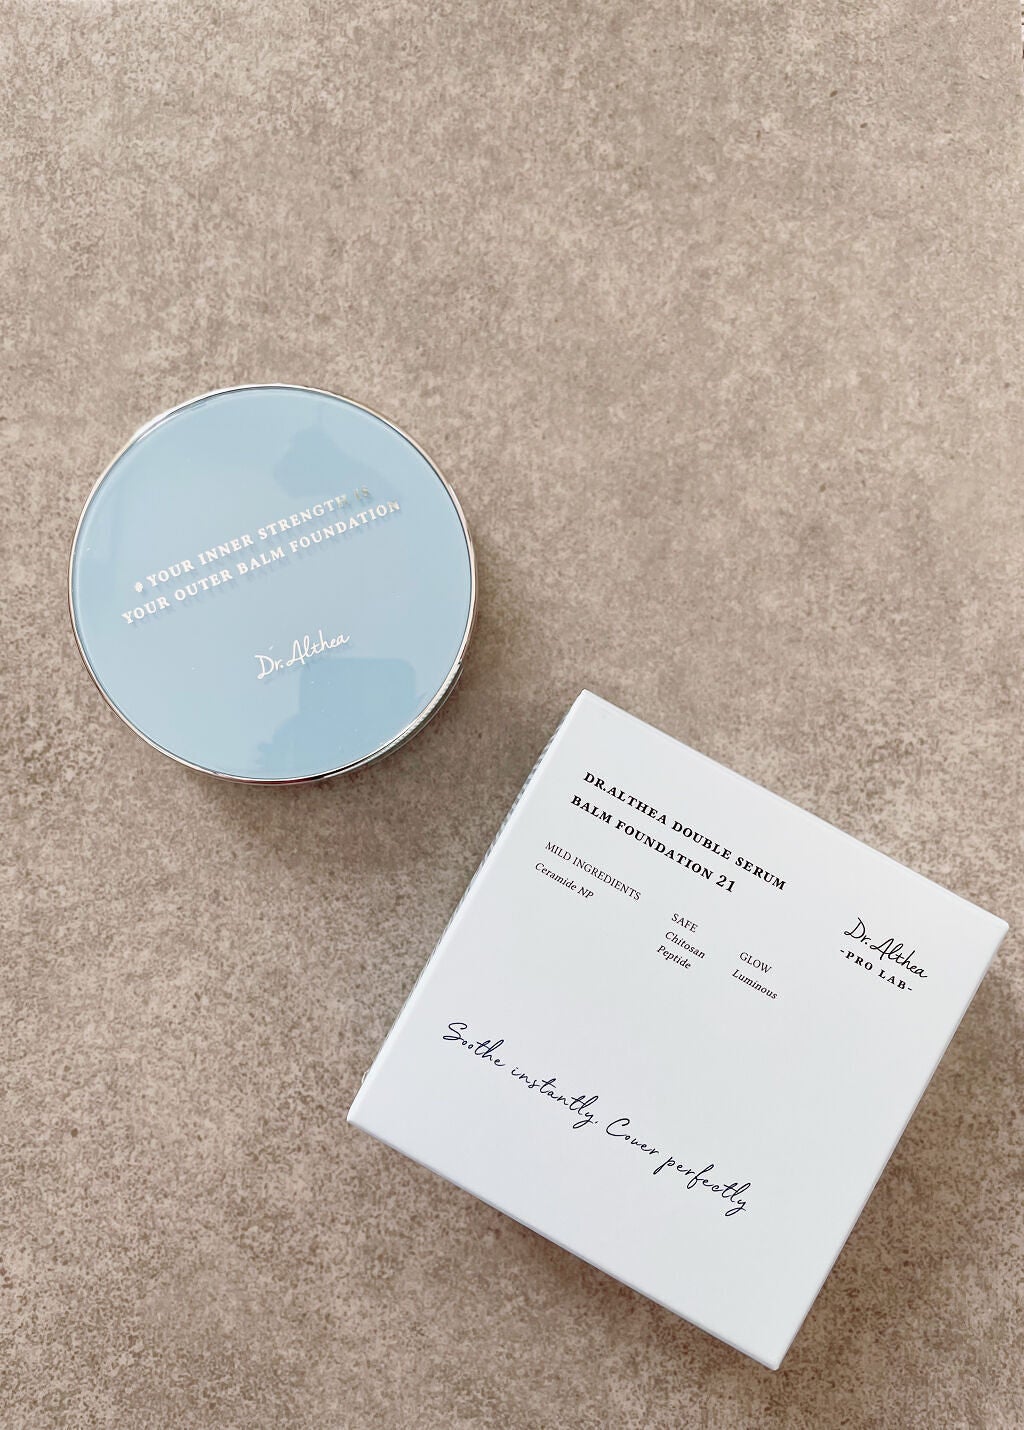 # YOUR INNER STRENGTH IS
YOUR OUTER BALM FOUNDATION
Dr.Althea
DR.ALTHEA DOUBLE SERUM
BALM FOUNDATION 21
MILD INGREDIENTS
Ceramide NP
SAFE
Chitosan
Peptide
GLOW
Luminous
Dr.Althea
-PRO LAB-
Soothe instantly, Cover perfectly